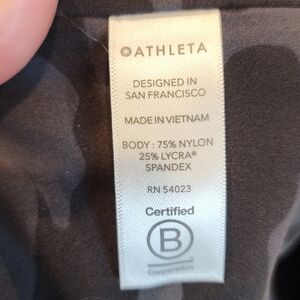 ATHLETA
DESIGNED IN
SAN FRANCISCO
MADE IN VIETNAM
BODY : 75% NYLON
25% LYCRA®
SPANDEX
RN 54023
Certified
B
Corporation